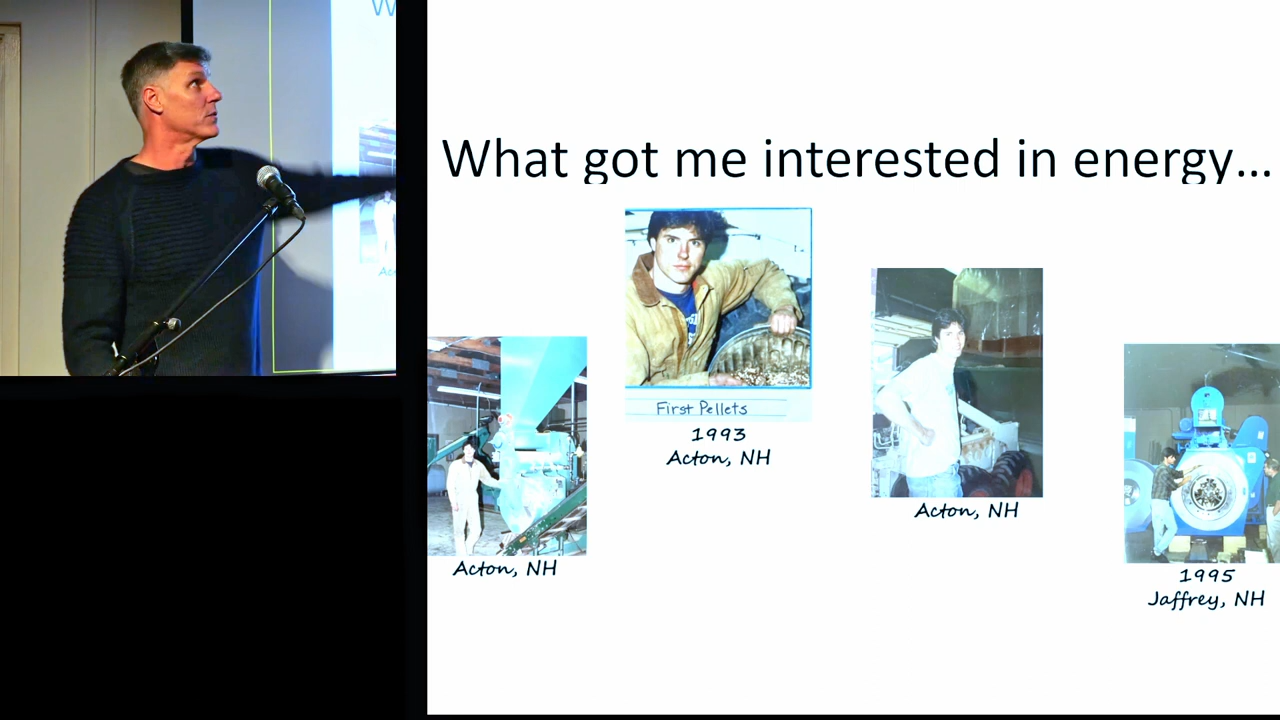 W
What got me interested in energy...
First Pellets
1993
Acton, NH
Acton, NH
Acton, NH
1995
Jaffrey, NH